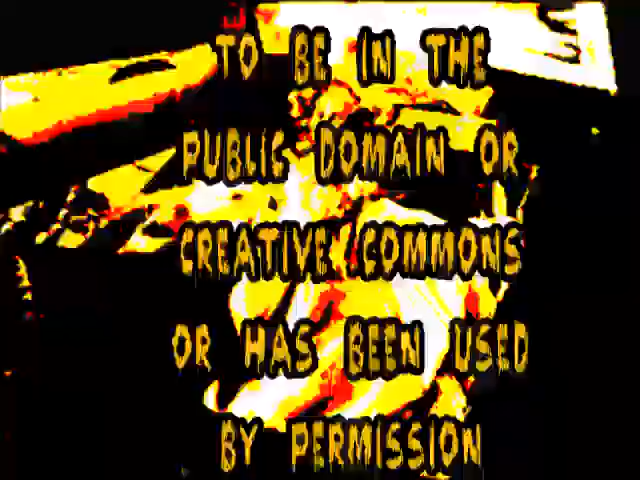 TO BE IN THE
PUBLIC DOMAIN OR
CREATIVE COMMONS
OR HAS BEEN USED
BY PERMISSION